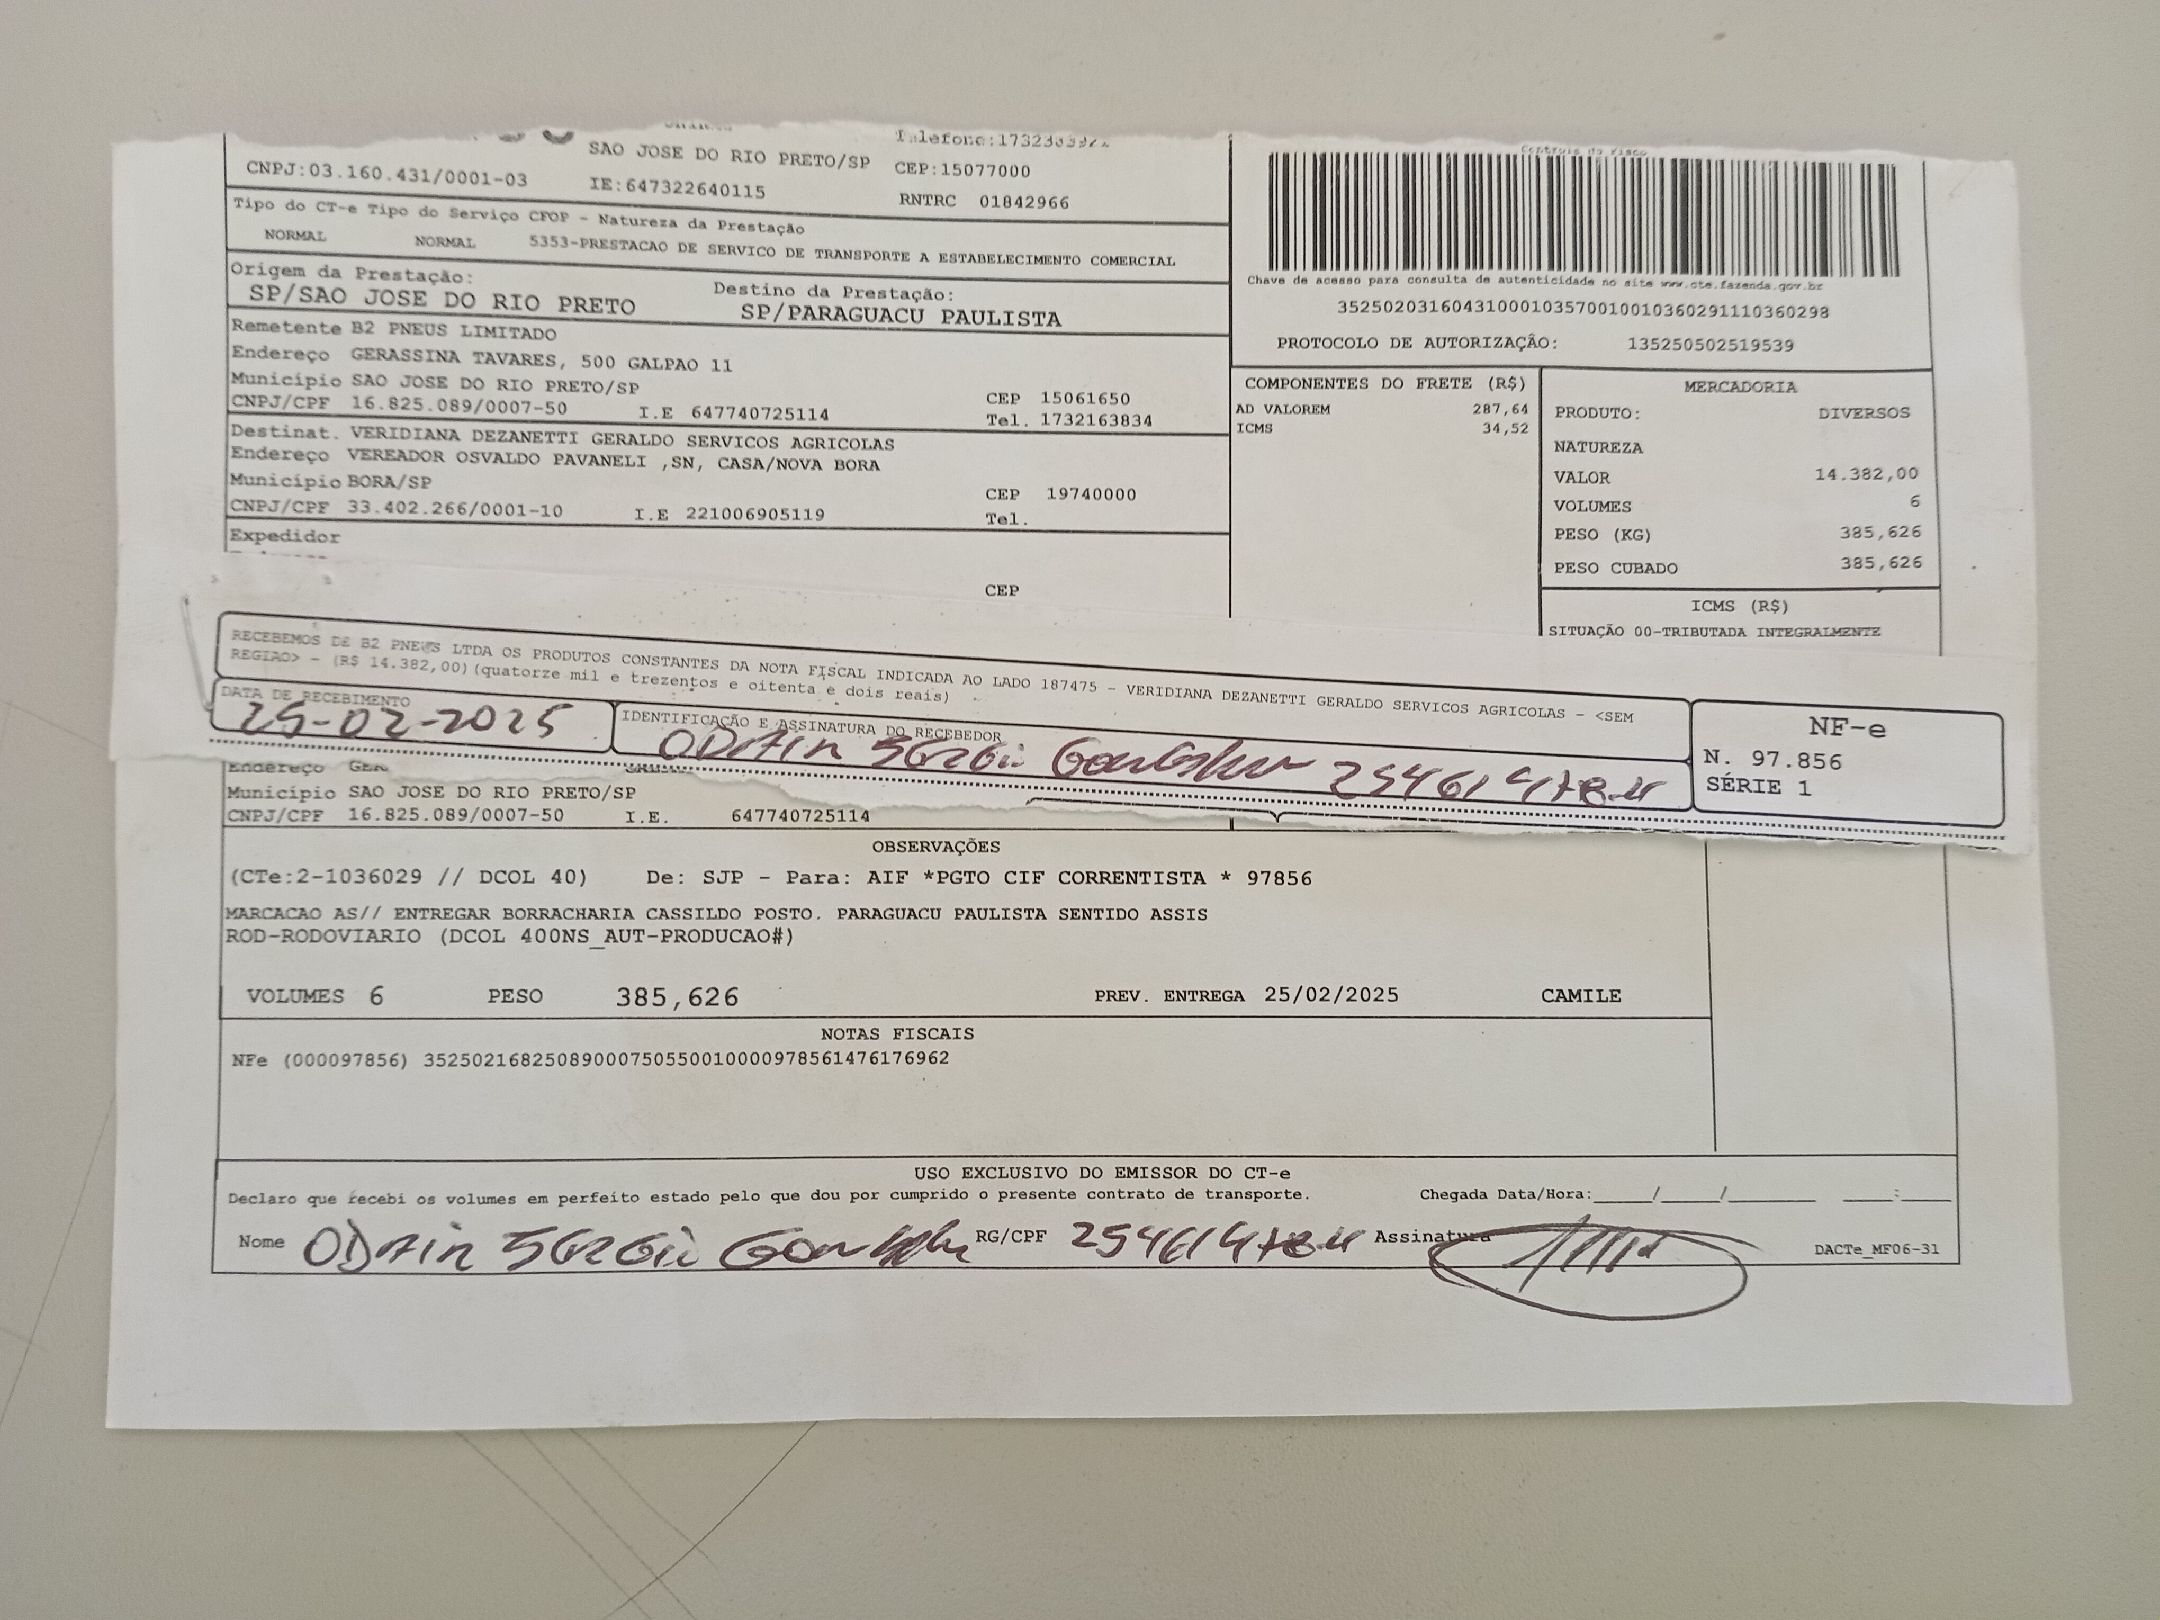 SAO JOSE DO RIO PRETO/SP CEP:15077000
CNPJ:03.160.431/0001-03 IE:647322640115 RNTRC 01842966
Tipo do CT-e Tipo do Serviço CFOP - Natureza da Prestação
NORMAL NORMAL 5353-PRESTACAO DE SERVICO DE TRANSPORTE A ESTABELECIMENTO COMERCIAL
Origem da Prestação: Destino da Prestação:
SP/SAO JOSE DO RIO PRETO SP/PARAGUACU PAULISTA
Remetente B2 PNEUS LIMITADO
Endereço GERASSINA TAVARES, 500 GALPAO 11
Município SAO JOSE DO RIO PRETO/SP CEP 15061650
CNPJ/CPF 16.825.089/0007-50 I.E 647740725114 Tel. 1732163834
Destinat. VERIDIANA DEZANETTI GERALDO SERVICOS AGRICOLAS
Endereço VEREADOR OSVALDO PAVANELI ,SN, CASA/NOVA BORA
Município BORA/SP CEP 19740000
CNPJ/CPF 33.402.266/0001-10 I.E 221006905119 Tel.
Expedidor
CEP
Controle do Fisco
Chave de acesso para consulta de autenticidade no site www.cte.fazenda.gov.br
35250203160431000103570010010360291110360298
PROTOCOLO DE AUTORIZAÇÃO: 135250502519539
COMPONENTES DO FRETE (R$)
AD VALOREM 287,64
ICMS 34,52
MERCADORIA
PRODUTO: DIVERSOS
NATUREZA
VALOR 14.382,00
VOLUMES 6
PESO (KG) 385,626
PESO CUBADO 385,626
ICMS (R$)
SITUAÇÃO 00-TRIBUTADA INTEGRALMENTE
RECEBEMOS DE B2 PNEUS LTDA OS PRODUTOS CONSTANTES DA NOTA FISCAL INDICADA AO LADO 187475 - VERIDIANA DEZANETTI GERALDO SERVICOS AGRICOLAS - <SEM
REGIAO> - (R$ 14.382,00)(quatorze mil e trezentos e oitenta e dois reais)
DATA DE RECEBIMENTO IDENTIFICAÇÃO E ASSINATURA DO RECEBEDOR
25-02-2025 ODAIR SERGIO
NF-e
N. 97.856
SÉRIE 1
Endereço
Município SAO JOSE DO RIO PRETO/SP
CNPJ/CPF 16.825.089/0007-50 I.E. 647740725114
OBSERVAÇÕES
(CTe:2-1036029 // DCOL 40) De: SJP - Para: AIF *PGTO CIF CORRENTISTA * 97856
MARCACAO AS// ENTREGAR BORRACHARIA CASSILDO POSTO. PARAGUACU PAULISTA SENTIDO ASSIS
ROD-RODOVIARIO (DCOL 400NS_AUT-PRODUCAO#)
VOLUMES 6 PESO 385,626 PREV. ENTREGA 25/02/2025 CAMILE
NOTAS FISCAIS
NFe (000097856) 35250216825089000750550010000978561476176962
USO EXCLUSIVO DO EMISSOR DO CT-e
Declaro que recebi os volumes em perfeito estado pelo que dou por cumprido o presente contrato de transporte. Chegada Data/Hora:_____/_____/_______ ____:____
Nome ODAIR SERGIO RG/CPF Assinatura DACTe_MF06-31